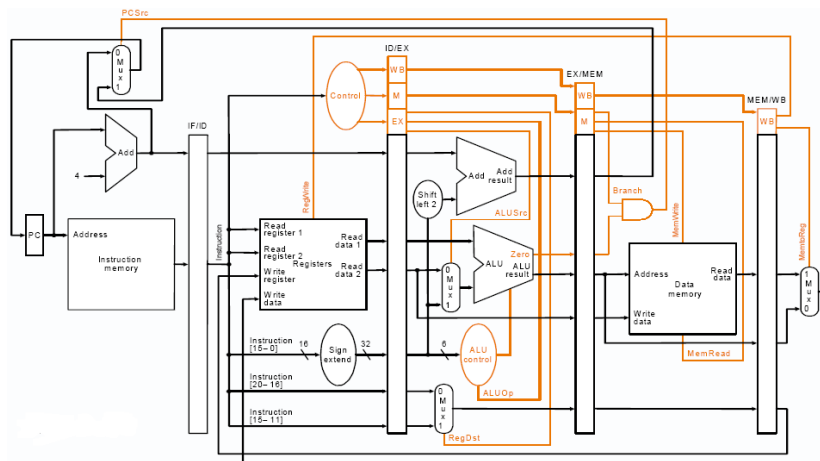 PCSrc
0
M
u
x
1
ID/EX
WB
M
EX
Control
EX/MEM
WB
M
MEM/WB
WB
IF/ID
Add
4
RegWrite
Shift
left 2
Add
Add
result
ALUSrc
Branch
MemWrite
MemtoReg
PC
Address
Instruction
memory
Instruction
Read
register 1
Read
register 2
Write
register
Write
data
Registers
Read
data 1
Read
data 2
0
M
u
x
1
Zero
ALU
ALU
result
Address
Write
data
Data
memory
Read
data
1
M
u
x
0
Instruction
[15– 0]
16
Sign
extend
32
6
ALU
control
MemRead
Instruction
[20– 16]
ALUOp
Instruction
[15– 11]
0
M
u
x
1
RegDst